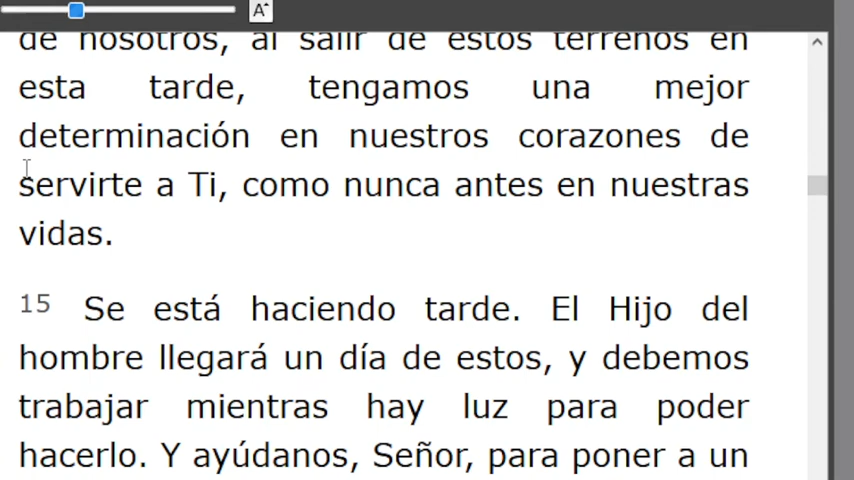 A
de nosotros, al salir de estos terrenos en
esta tarde, tengamos una mejor
determinación en nuestros corazones de
servirte a Ti, como nunca antes en nuestras
vidas.
15 Se está haciendo tarde. El Hijo del
hombre llegará un día de estos, y debemos
trabajar mientras hay luz para poder
hacerlo. Y ayúdanos, Señor, para poner a un